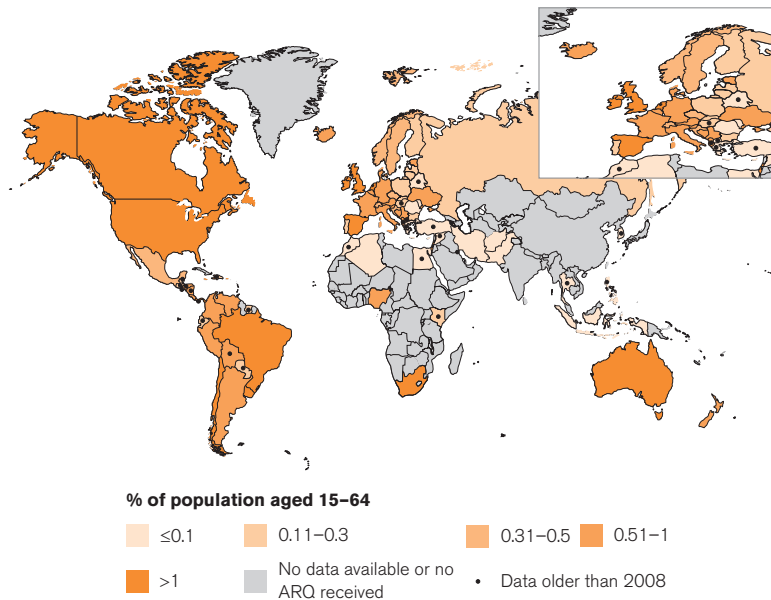 % of population aged 15–64
≤0.1
0.11–0.3
0.31–0.5
0.51–1
>1
No data available or no
ARQ received
• Data older than 2008